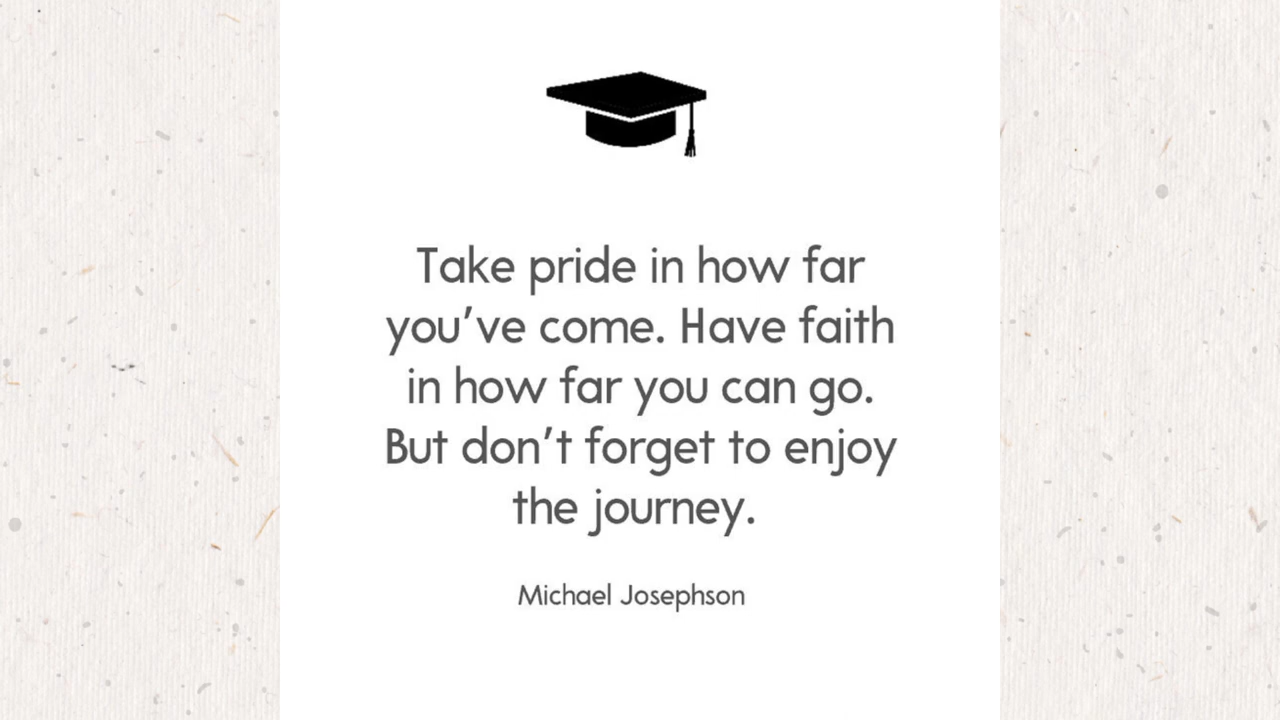 Take pride in how far
you’ve come. Have faith
in how far you can go.
But don’t forget to enjoy
the journey.
Michael Josephson